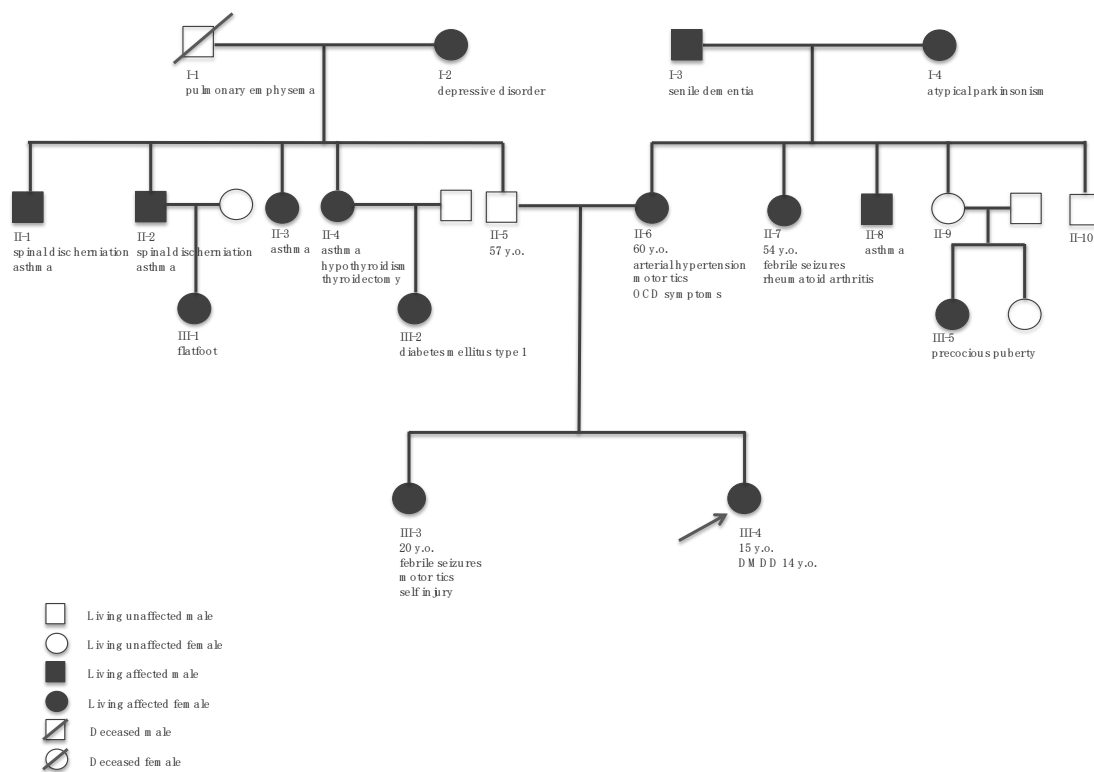 I-1
pulmonary emphysema
I-2
depressive disorder
I-3
senile dementia
I-4
atypical parkinsonism
II-1
spinal discherniation
asthma
II-2
spinal discherniation
asthma
II-3
asthma
II-4
asthma
hypothyroidism
thyroidectomy
II-5
57 y.o.
II-6
60 y.o.
arterial hypertension
motor tics
OCD symptoms
II-7
54 y.o.
febrile seizures
rheumatoid arthritis
II-8
asthma
II-9
II-10
III-1
flatfoot
III-2
diabetes mellitus type 1
III-5
precocious puberty
III-3
20 y.o.
febrile seizures
motor tics
self injury
III-4
15 y.o.
DMDD 14 y.o.
Living unaffected male
Living unaffected female
Living affected male
Living affected female
Deceased male
Deceased female